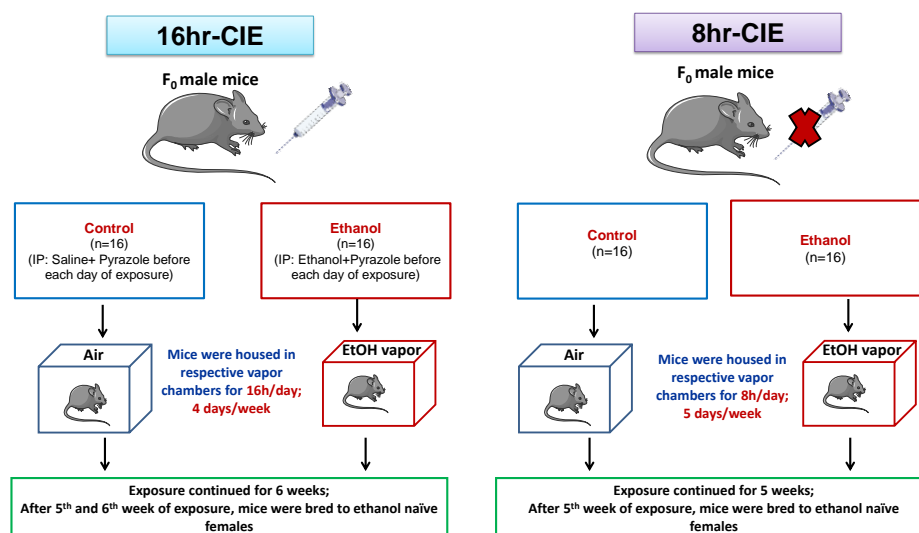 16hr-CIE
F0 male mice
Control
(n=16)
(IP: Saline+ Pyrazole before
each day of exposure)
Ethanol
(n=16)
(IP: Ethanol+Pyrazole before
each day of exposure)
Air
Mice were housed in
respective vapor
chambers for 16h/day;
4 days/week
EtOH vapor
Exposure continued for 6 weeks;
After 5th and 6th week of exposure, mice were bred to ethanol naïve
females
8hr-CIE
F0 male mice
Control
(n=16)
Ethanol
(n=16)
Air
Mice were housed in
respective vapor
chambers for 8h/day;
5 days/week
EtOH vapor
Exposure continued for 5 weeks;
After 5th week of exposure, mice were bred to ethanol naïve
females